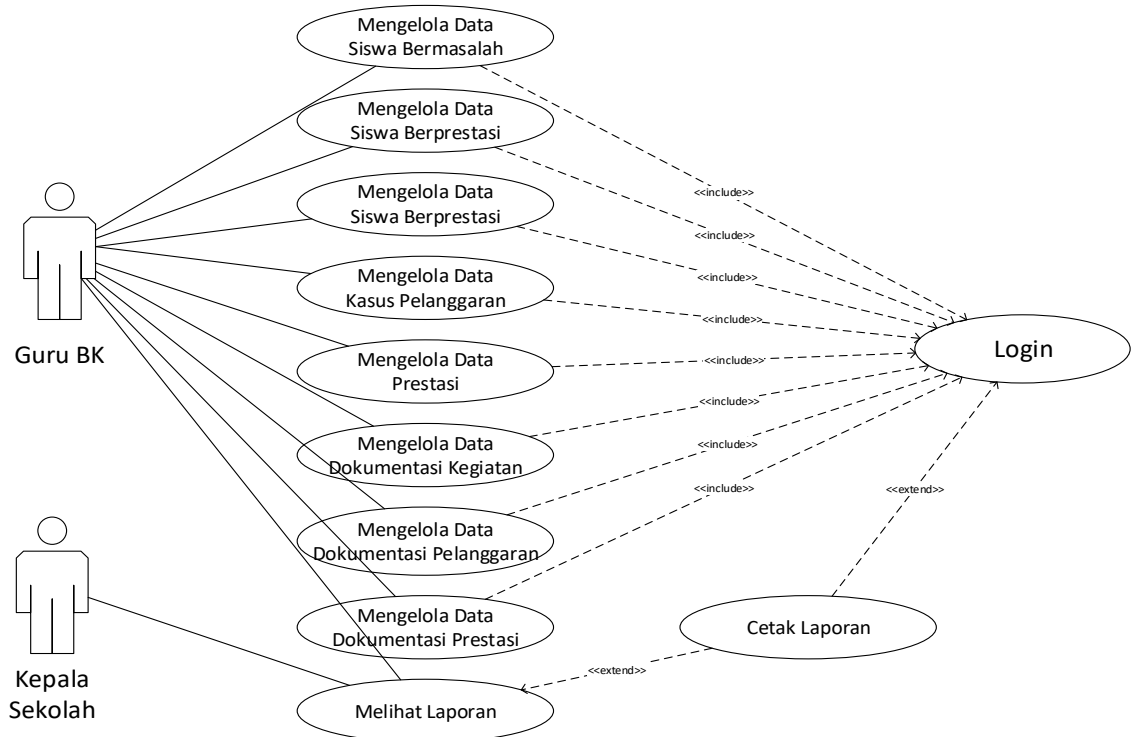 Mengelola Data
Siswa Bermasalah
Mengelola Data
Siswa Berprestasi
Mengelola Data
Siswa Berprestasi
Mengelola Data
Kasus Pelanggaran
Mengelola Data
Prestasi
Mengelola Data
Dokumentasi Kegiatan
Mengelola Data
Dokumentasi Pelanggaran
Mengelola Data
Dokumentasi Prestasi
Melihat Laporan
Guru BK
Kepala
Sekolah
<<include>>
<<include>>
<<include>>
<<include>>
<<include>>
<<include>>
<<include>>
<<include>>
<<extend>>
<<extend>>
Login
Cetak Laporan